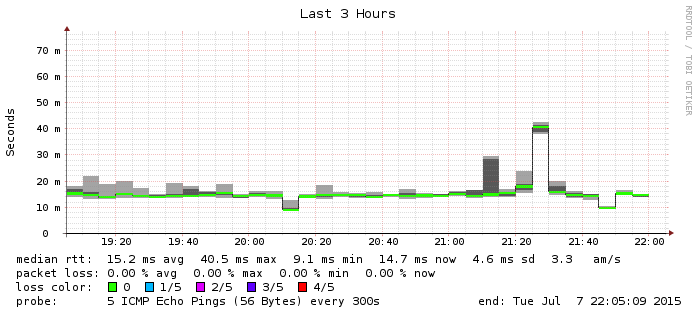 Last 3 Hours
RRDTOOL / TOBI OETIKER
Seconds
70 m
60 m
50 m
40 m
30 m
20 m
10 m
0
19:20 19:40 20:00 20:20 20:40 21:00 21:20 21:40 22:00
median rtt: 15.2 ms avg 40.5 ms max 9.1 ms min 14.7 ms now 4.6 ms sd 3.3 am/s
packet loss: 0.00 % avg 0.00 % max 0.00 % min 0.00 % now
loss color: 0 1/5 2/5 3/5 4/5
probe: 5 ICMP Echo Pings (56 Bytes) every 300s end: Tue Jul 7 22:05:09 2015